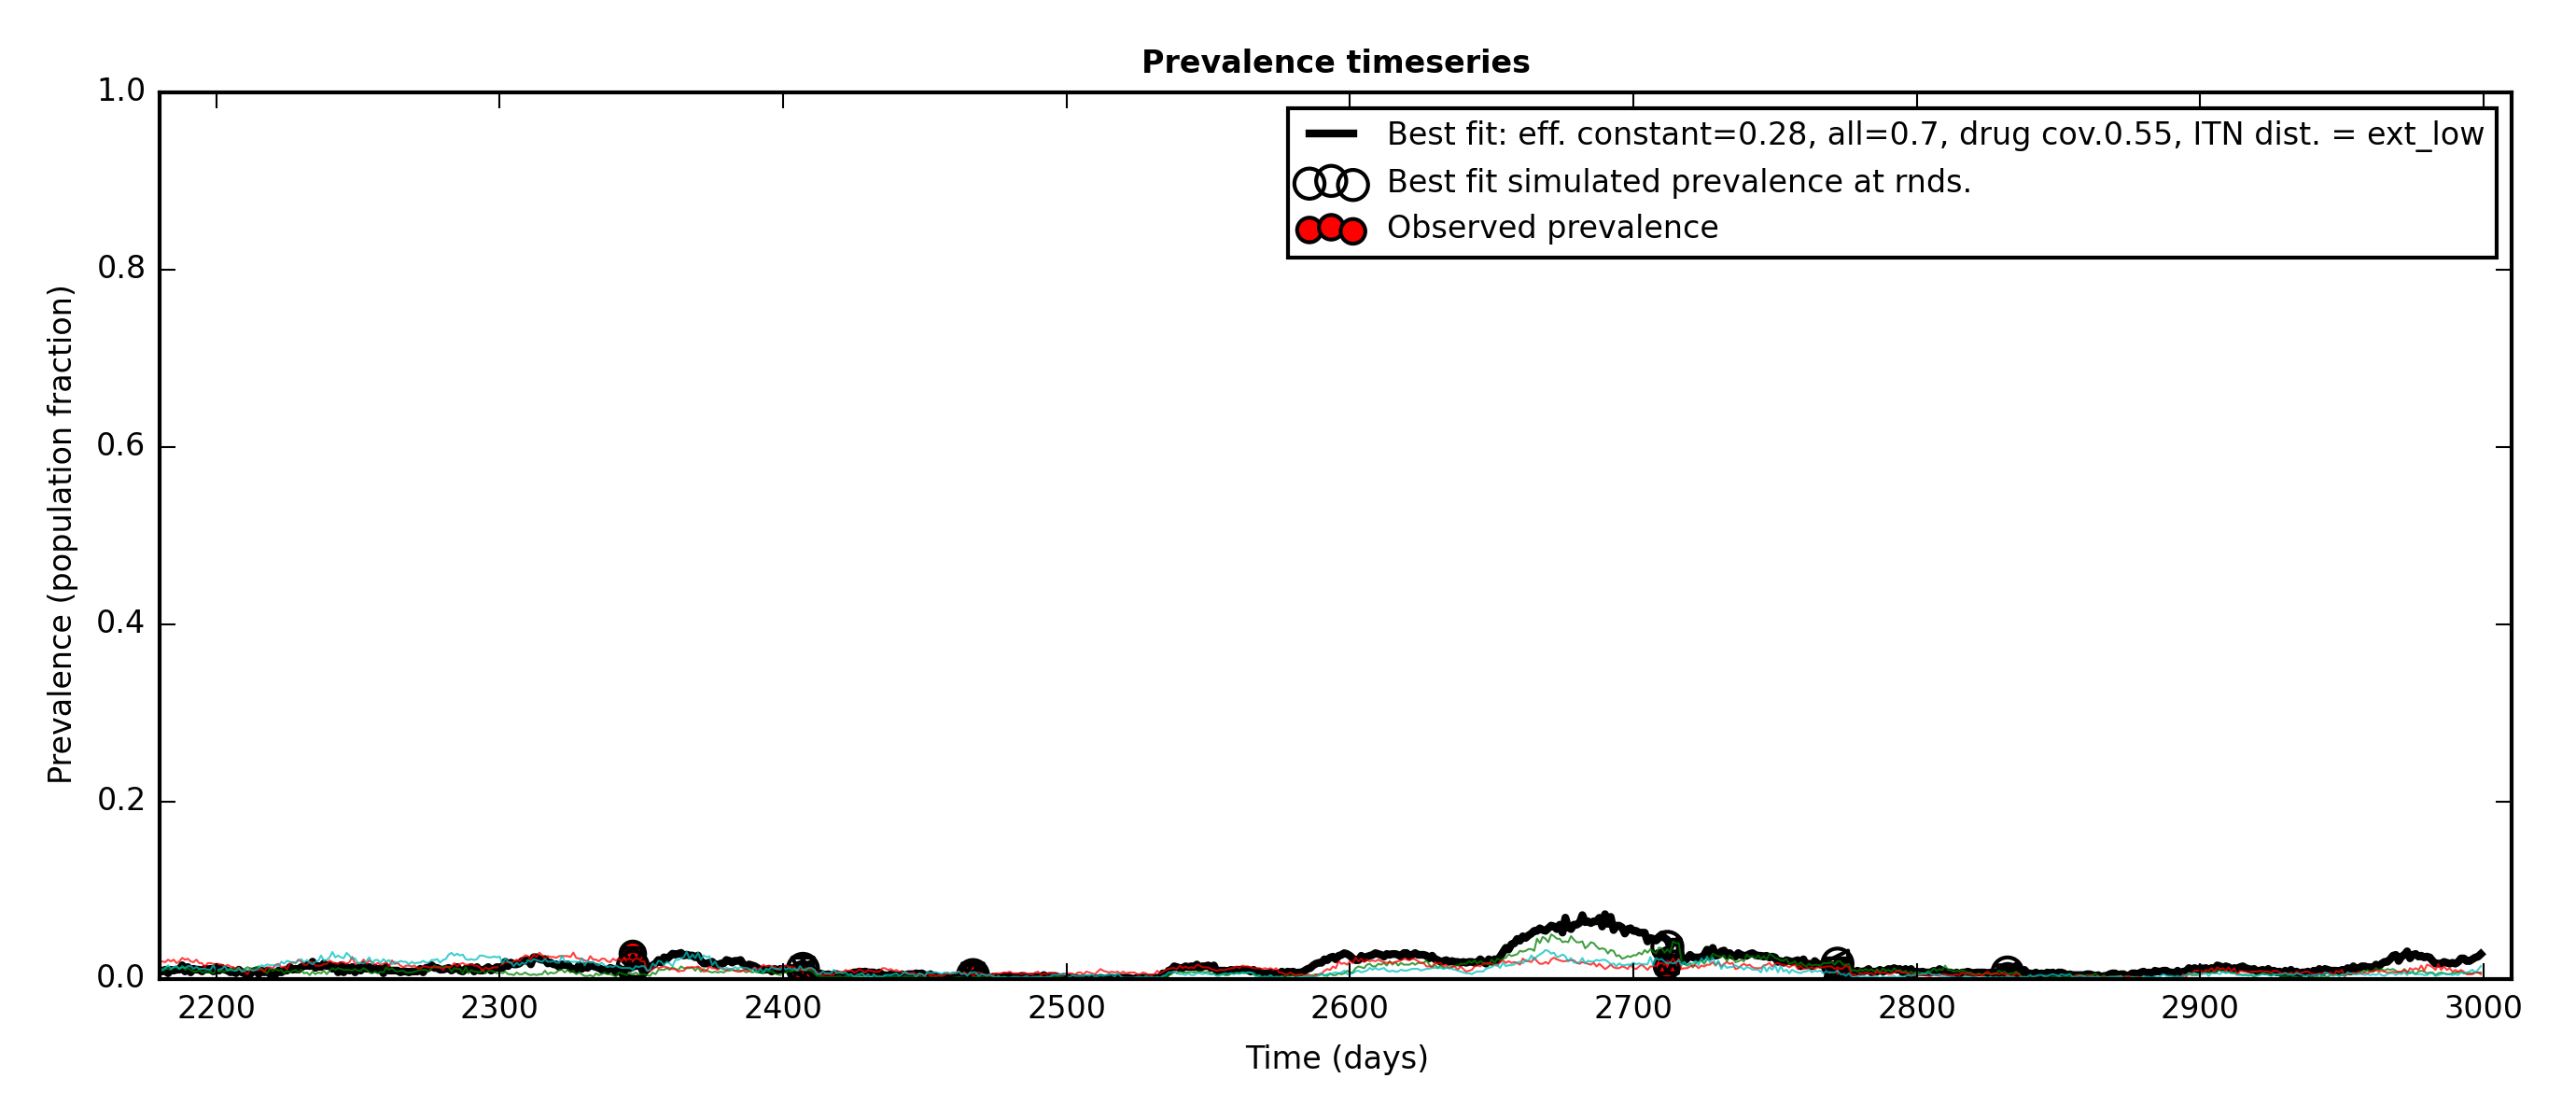 Prevalence timeseries
1.0
0.8
0.6
0.4
0.2
0.0
Prevalence (population fraction)
Best fit: eff. constant=0.28, all=0.7, drug cov.0.55, ITN dist. = ext_low
Best fit simulated prevalence at rnds.
Observed prevalence
2200 2300 2400 2500 2600 2700 2800 2900 3000
Time (days)